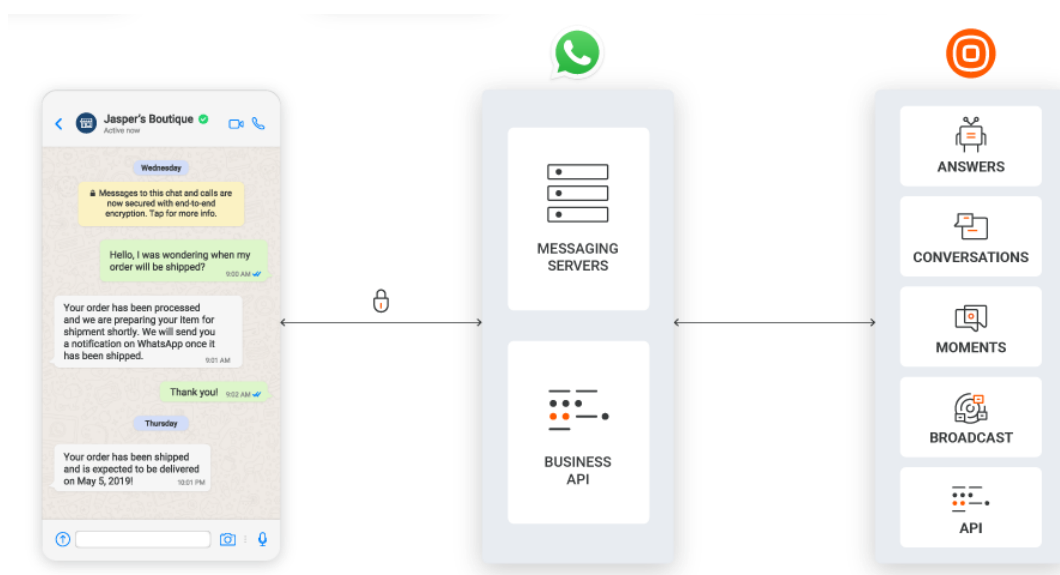 Jasper's Boutique
Active now
Wednesday
Messages to this chat and calls are
now secured with end-to-end
encryption. Tap for more info.
Hello, I was wondering when my
order will be shipped?
9:00 AM
Your order has been processed
and we are preparing your item for
shipment shortly. We will send you
a notification on WhatsApp once it
has been shipped.
9:01 AM
Thank you!
9:02 AM
Thursday
Your order has been shipped
and is expected to be delivered
on May 5, 2019!
10:01 PM
MESSAGING
SERVERS
BUSINESS
API
ANSWERS
CONVERSATIONS
MOMENTS
BROADCAST
API